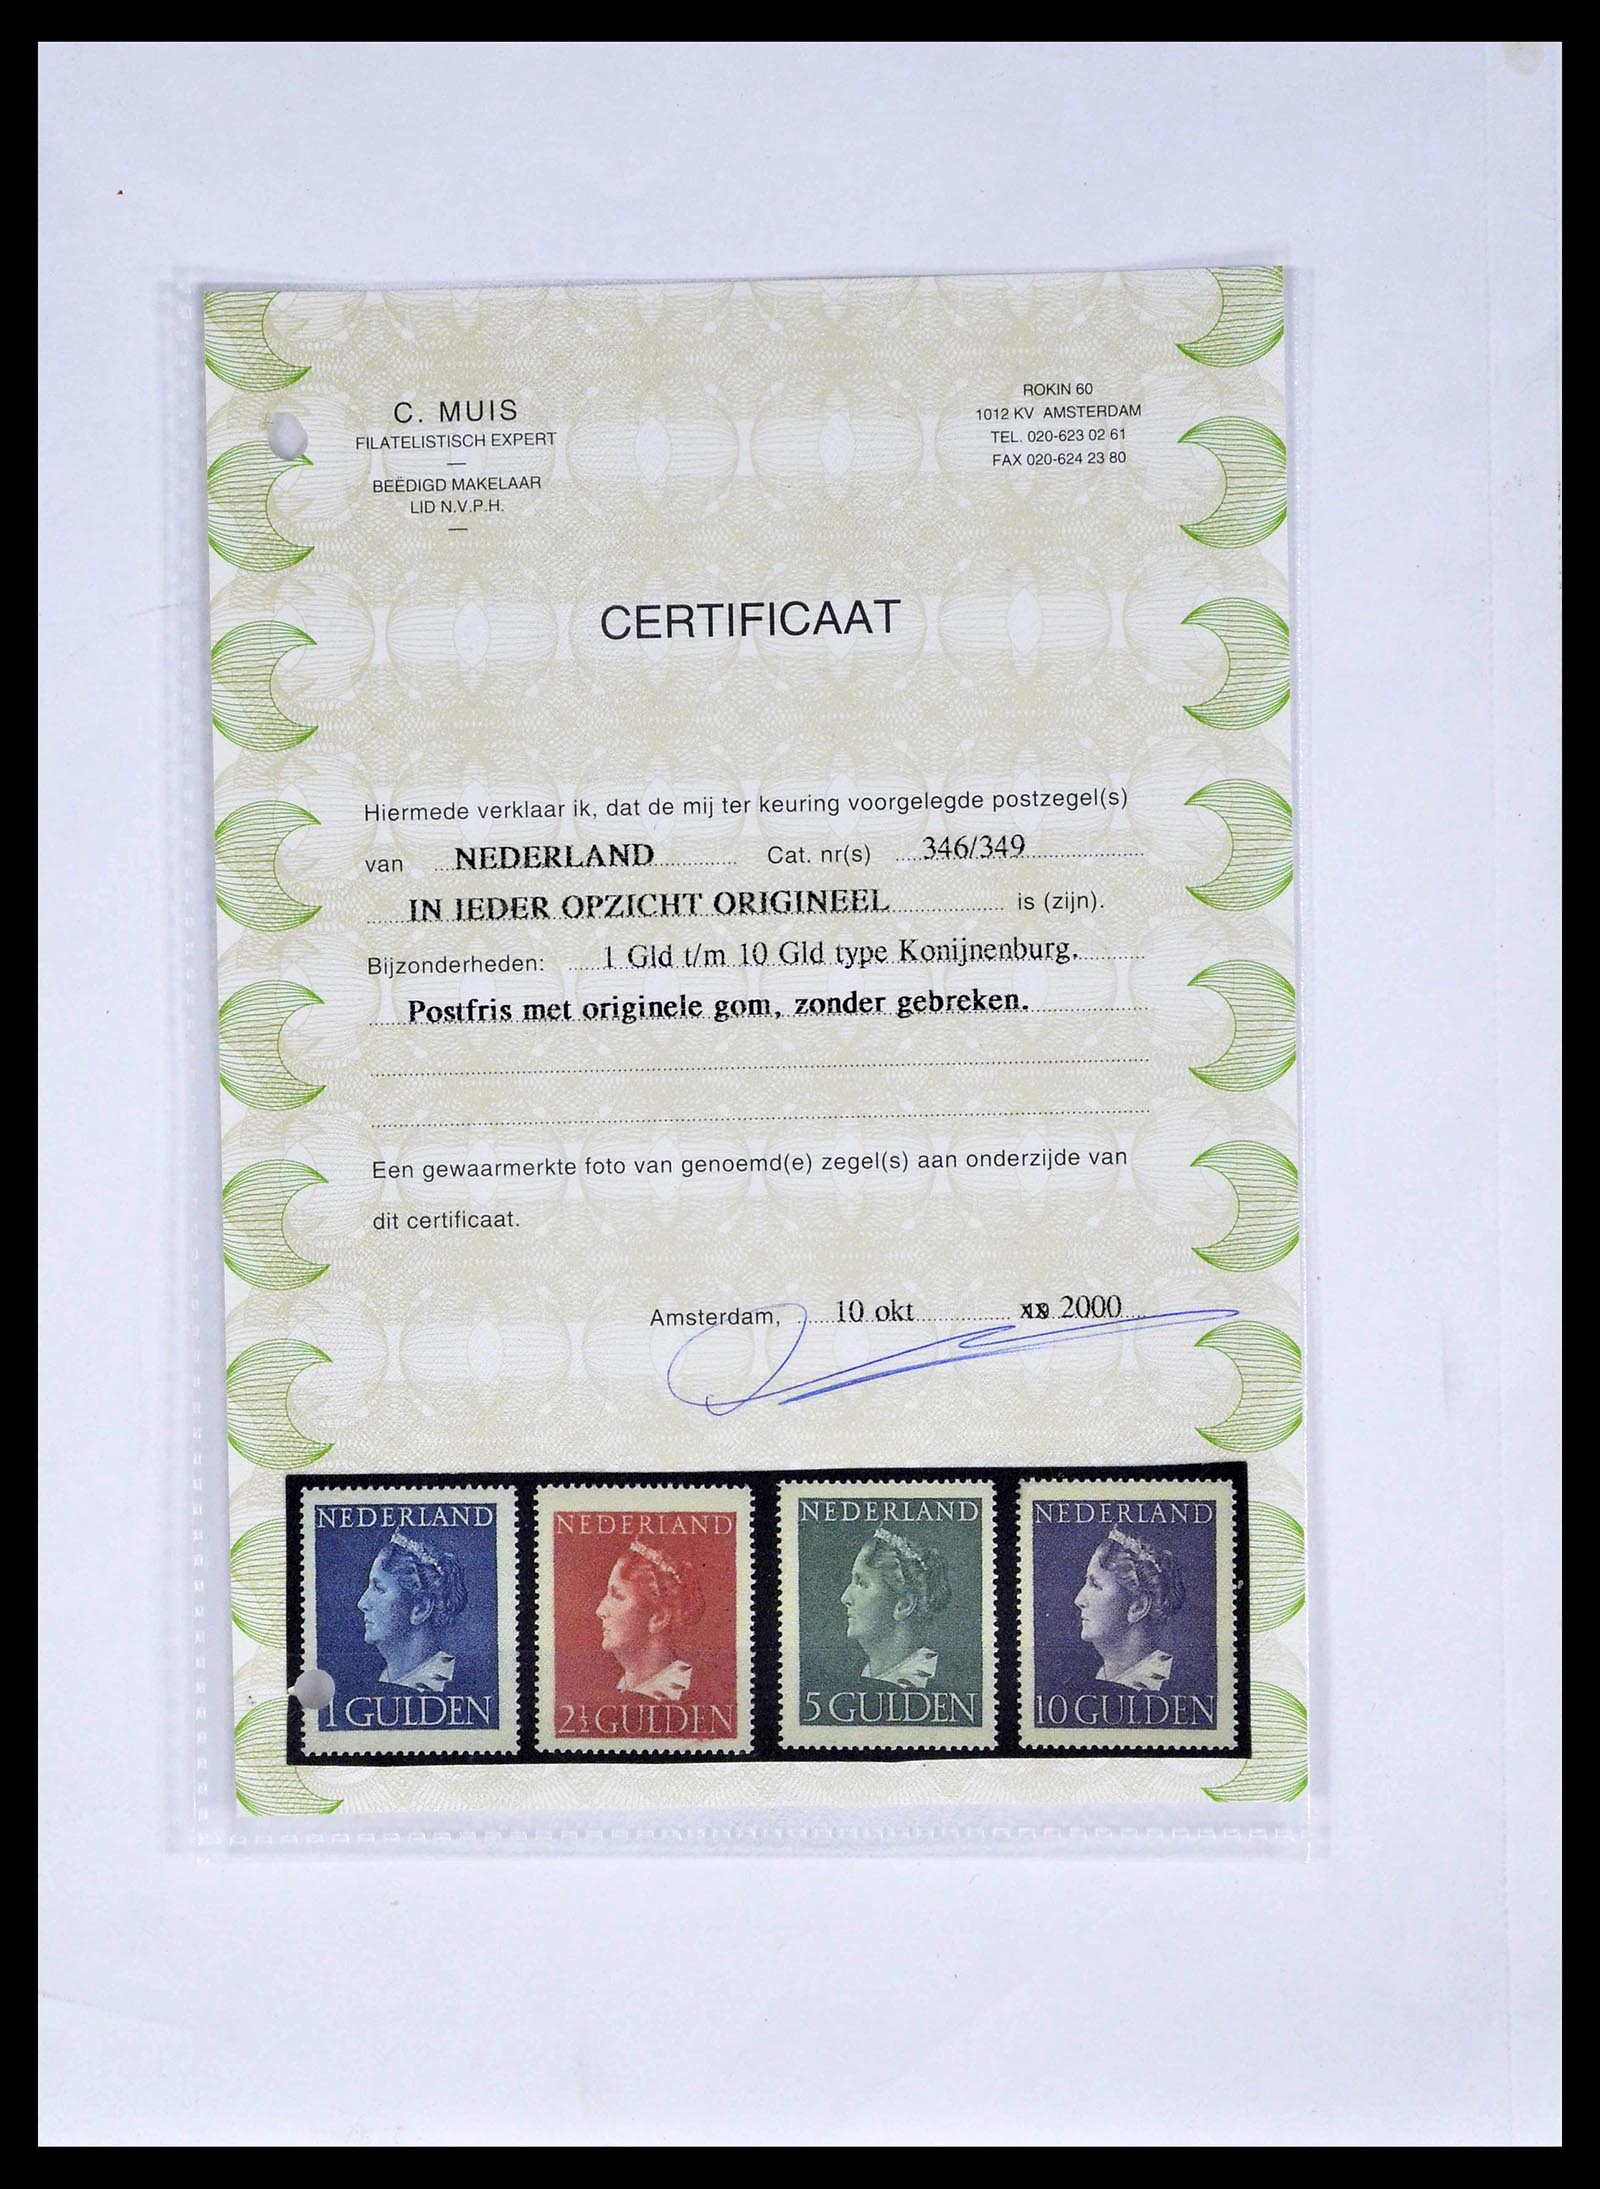 C. MUIS
FILATELISTISCH EXPERT
BEËDIGD MAKELAAR
LID N.V.P.H.
ROKIN 60
1012 KV AMSTERDAM
TEL. 020-623 02 61
FAX 020-624 23 80
CERTIFICAAT
Hiermede verklaar ik, dat de mij ter keuring voorgelegde postzegel(s)
van NEDERLAND Cat. nr(s) 346/349
IN IEDER OPZICHT ORIGINEEL is (zijn).
Bijzonderheden: 1 Gld t/m 10 Gld type Konijnenburg.
Postfris met originele gom, zonder gebreken.
Een gewaarmerkte foto van genoemd(e) zegel(s) aan onderzijde van
dit certificaat.
Amsterdam, 10 okt 2000
NEDERLAND
1 GULDEN
NEDERLAND
2½ GULDEN
NEDERLAND
5 GULDEN
NEDERLAND
10 GULDEN